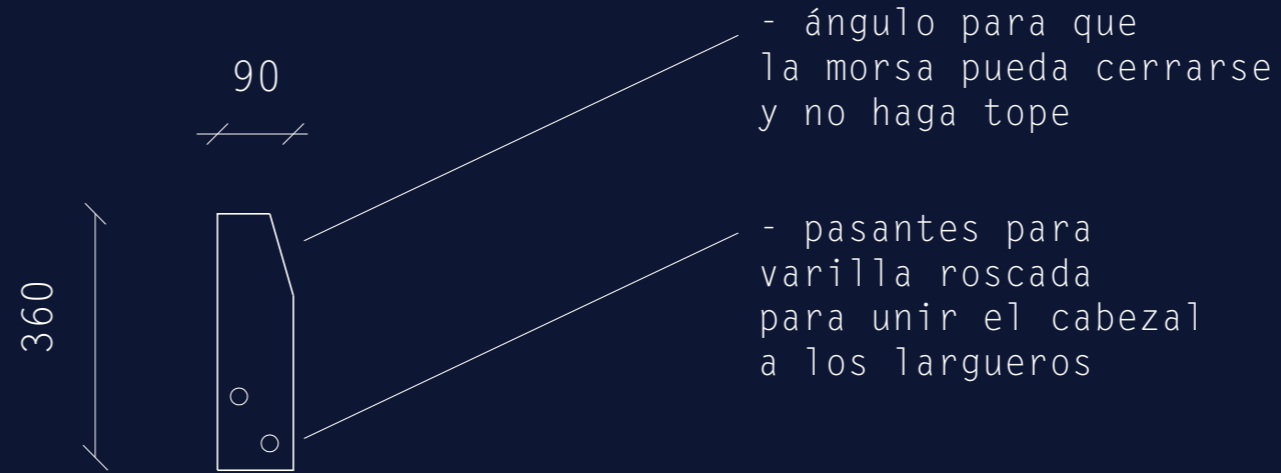 90
360
- ángulo para que
la morsa pueda cerrarse
y no haga tope
- pasantes para
varilla roscada
para unir el cabezal
a los largueros